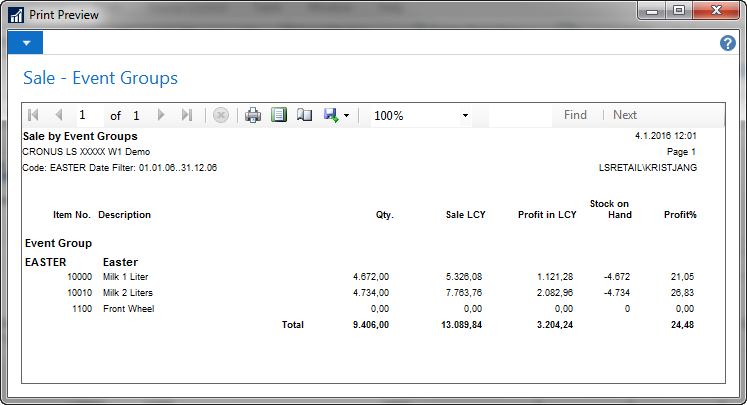 Print Preview
Sale - Event Groups
1 of 1 100% Find Next
Sale by Event Groups 4.1.2016 12:01
CRONUS LS XXXXX W1 Demo Page 1
Code: EASTER Date Filter: 01.01.06..31.12.06 LSRETAIL\KRISTJANG
Item No. Description Qty. Sale LCY Profit in LCY Stock on Hand Profit%
Event Group
EASTER Easter
10000 Milk 1 Liter 4.672,00 5.326,08 1.121,28 -4.672 21,05
10010 Milk 2 Liters 4.734,00 7.763,76 2.082,96 -4.734 26,83
1100 Front Wheel 0,00 0,00 0,00 0 0,00
Total 9.406,00 13.089,84 3.204,24 24,48